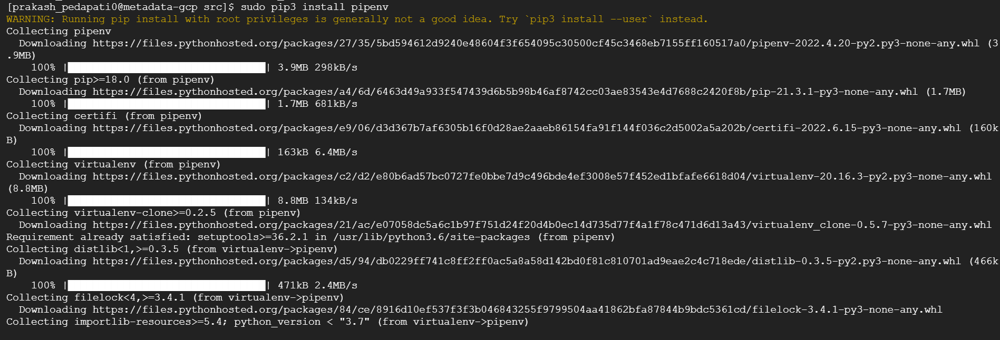 [prakash_pedapati0@metadata-gcp src]$ sudo pip3 install pipenv
WARNING: Running pip install with root privileges is generally not a good idea. Try `pip3 install --user` instead.
Collecting pipenv
  Downloading https://files.pythonhosted.org/packages/27/35/5bd594612d9240e48604f3f654095c30500cf45c3468eb7155ff160517a0/pipenv-2022.4.20-py2.py3-none-any.whl (3
.9MB)
    100% |████████████████████████████████| 3.9MB 298kB/s
Collecting pip>=18.0 (from pipenv)
  Downloading https://files.pythonhosted.org/packages/a4/6d/6463d49a933f547439d6b5b98b46af8742cc03ae83543e4d7688c2420f8b/pip-21.3.1-py3-none-any.whl (1.7MB)
    100% |████████████████████████████████| 1.7MB 681kB/s
Collecting certifi (from pipenv)
  Downloading https://files.pythonhosted.org/packages/e9/06/d3d367b7af6305b16f0d28ae2aaeb86154fa91f144f036c2d5002a5a202b/certifi-2022.6.15-py3-none-any.whl (160k
B)
    100% |████████████████████████████████| 163kB 6.4MB/s
Collecting virtualenv (from pipenv)
  Downloading https://files.pythonhosted.org/packages/c2/d2/e80b6ad57bc0727fe0bbe7d9c496bde4ef3008e57f452ed1bfafe6618d04/virtualenv-20.16.3-py2.py3-none-any.whl
(8.8MB)
    100% |████████████████████████████████| 8.8MB 134kB/s
Collecting virtualenv-clone>=0.2.5 (from pipenv)
  Downloading https://files.pythonhosted.org/packages/21/ac/e07058dc5a6c1b97f751d24f20d4b0ec14d735d77f4a1f78c471d6d13a43/virtualenv_clone-0.5.7-py3-none-any.whl
Requirement already satisfied: setuptools>=36.2.1 in /usr/lib/python3.6/site-packages (from pipenv)
Collecting distlib<1,>=0.3.5 (from virtualenv->pipenv)
  Downloading https://files.pythonhosted.org/packages/d5/94/db0229ff741c8ff2ff0ac5a8a58d142bd0f81c810701ad9eae2c4c718ede/distlib-0.3.5-py2.py3-none-any.whl (466k
B)
    100% |████████████████████████████████| 471kB 2.4MB/s
Collecting filelock<4,>=3.4.1 (from virtualenv->pipenv)
  Downloading https://files.pythonhosted.org/packages/84/ce/8916d10ef537f3f3b046843255f9799504aa41862bfa87844b9bdc5361cd/filelock-3.4.1-py3-none-any.whl
Collecting importlib-resources>=5.4; python_version < "3.7" (from virtualenv->pipenv)